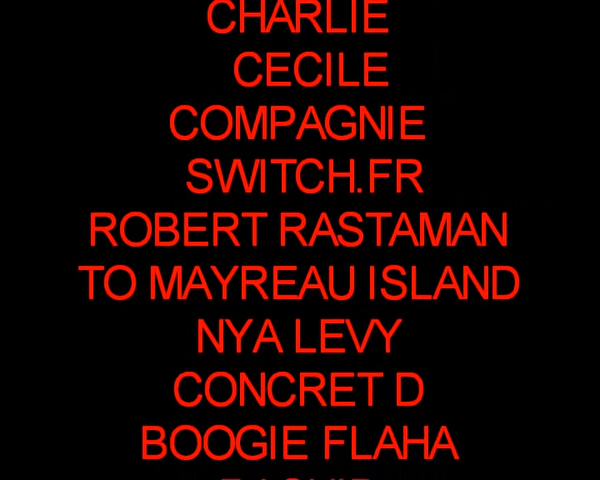 CHARLIE
CECILE
COMPAGNIE
SWITCH.FR
ROBERT RASTAMAN
TO MAYREAU ISLAND
NYA LEVY
CONCRET D
BOOGIE FLAHA